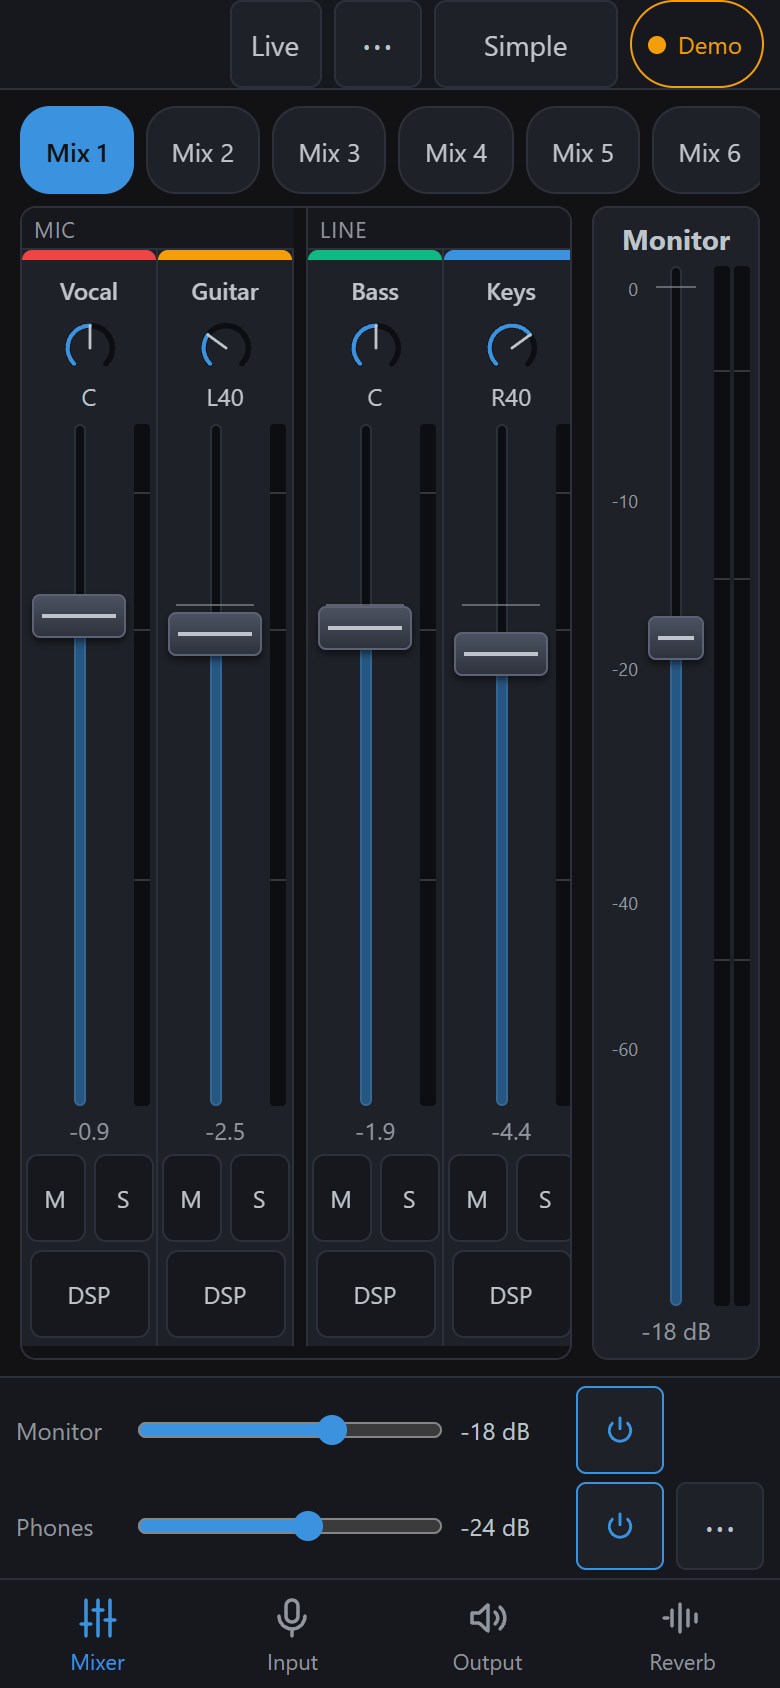 Live ... Simple Demo
Mix 1 Mix 2 Mix 3 Mix 4 Mix 5 Mix 6
MIC LINE
Monitor
Vocal Guitar Bass Keys
C L40 C R40
0
-10
-20
-40
-60
-0.9 -2.5 -1.9 -4.4
M S M S M S M S
DSP DSP DSP DSP
-18 dB
Monitor -18 dB
Phones -24 dB ...
Mixer Input Output Reverb